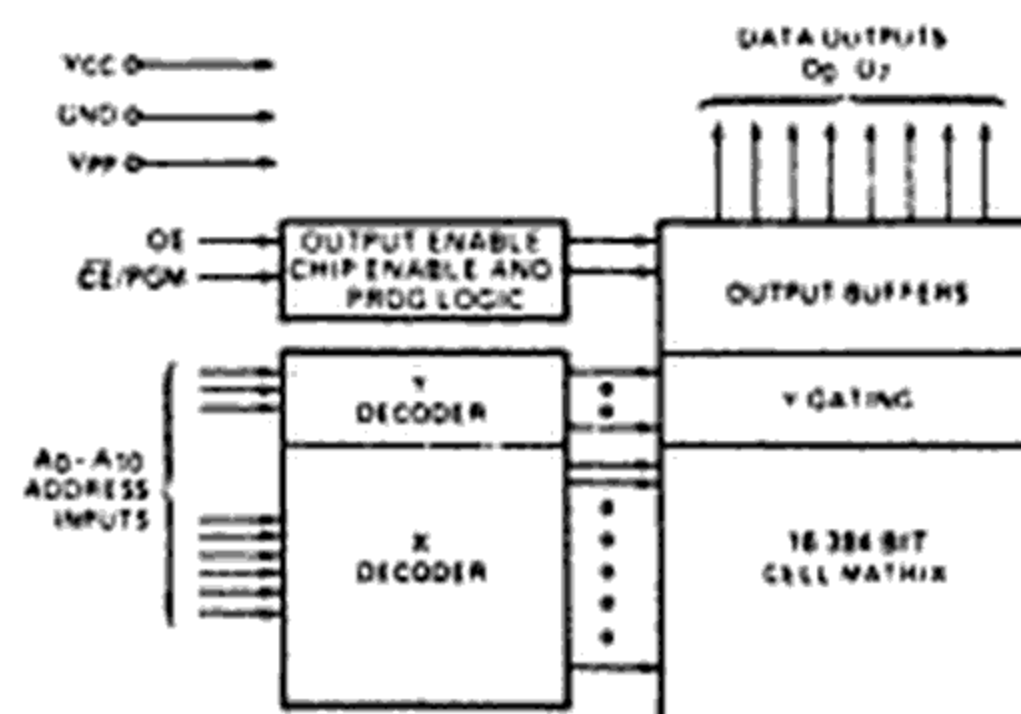 VCC
GND
VPP
OE
C̅E̅/PGM
A0-A10
ADDRESS
INPUTS
OUTPUT ENABLE
CHIP ENABLE AND
PROG LOGIC
Y
DECODER
X
DECODER
DATA OUTPUTS
O0 O7
OUTPUT BUFFERS
Y GATING
16 384 BIT
CELL MATRIX